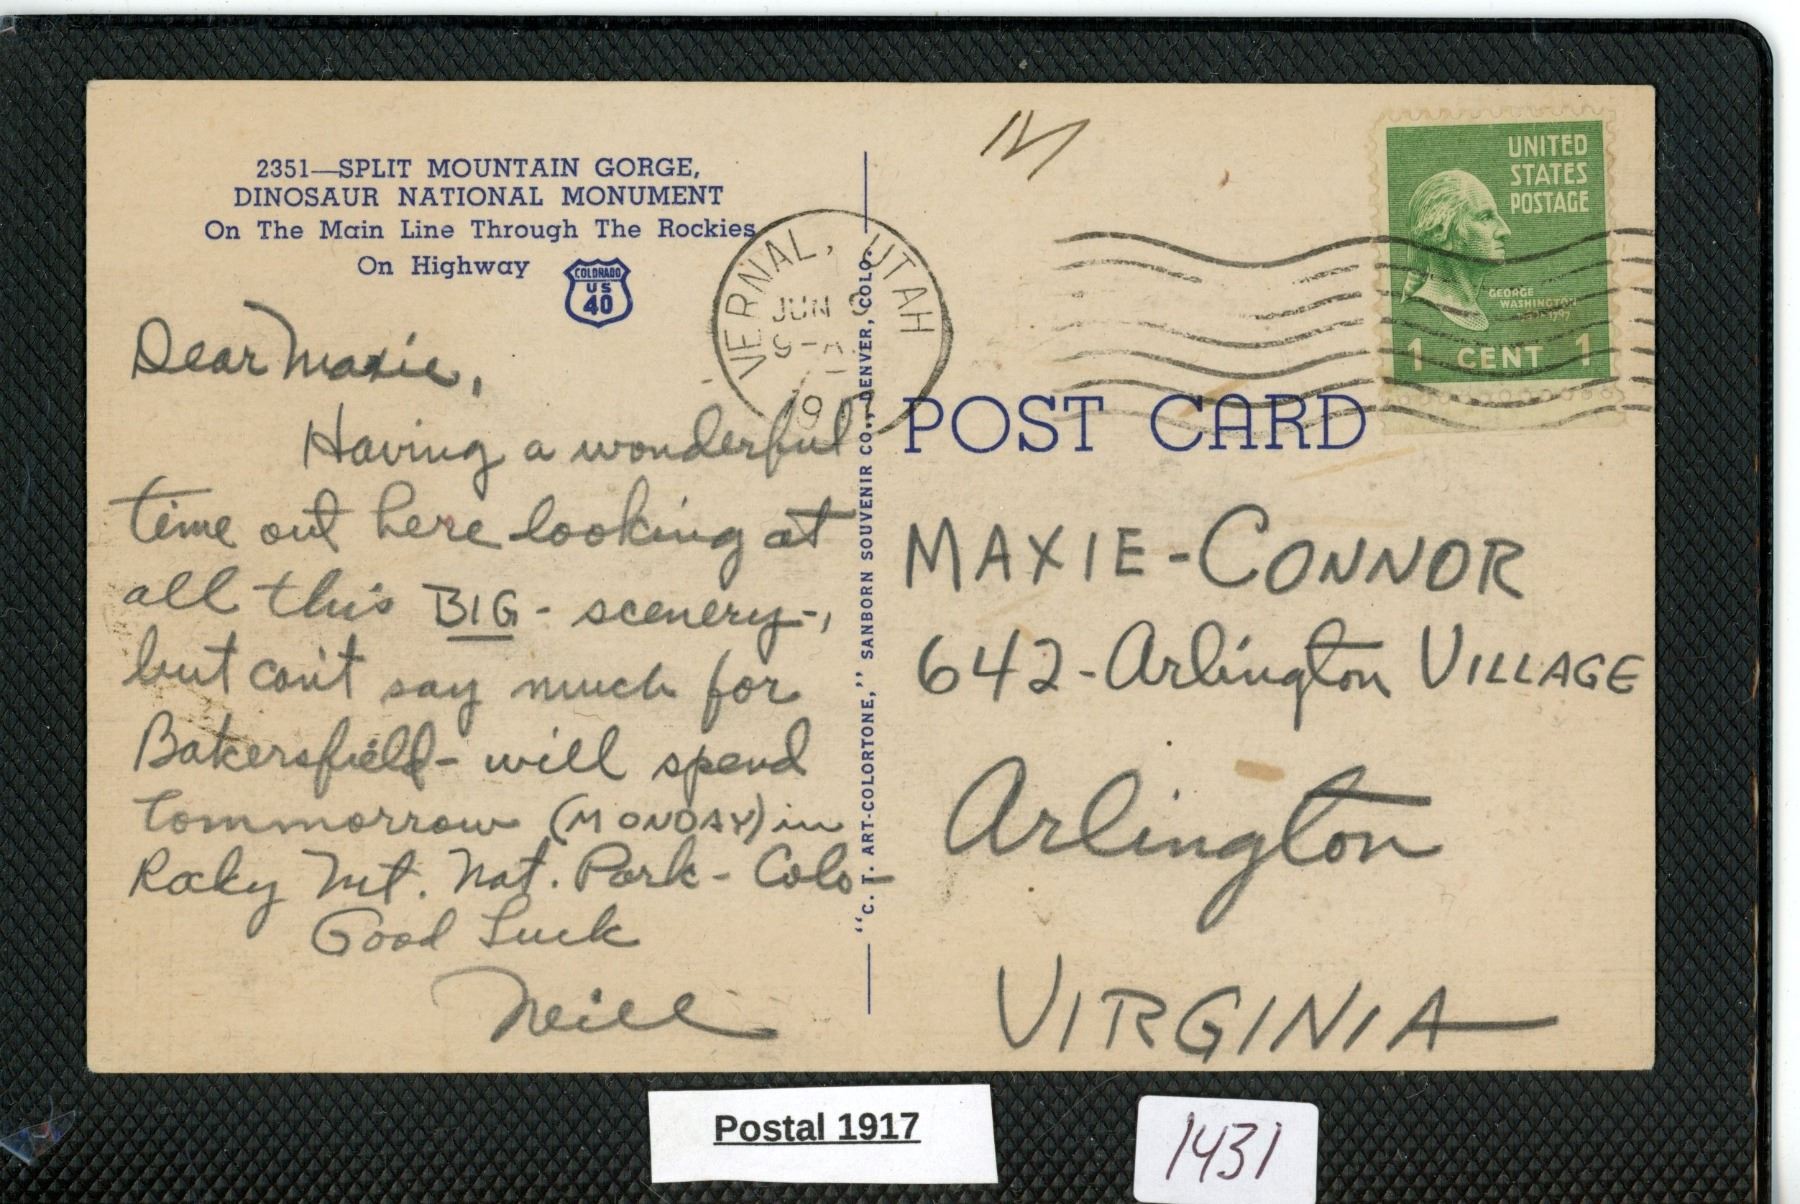 2351—SPLIT MOUNTAIN GORGE,
DINOSAUR NATIONAL MONUMENT
On The Main Line Through The Rockies
On Highway
COLORADO
US
40
Dear Maxie,
Having a wonderful
time out here looking at
all this BIG - scenery-,
but can't say much for
Bakersfield- will spend
tommorrow (MONDAY) in
Rocky Mt. Nat. Park - Colo-
Good Luck
Neill
VERNAL, UTAH
JUN
9-A
19
"C. T. ART-COLORTONE," SANBORN SOUVENIR CO., DENVER, COLO.
UNITED
STATES
POSTAGE
GEORGE
WASHINGTON
1 CENT 1
POST CARD
MAXIE-CONNOR
642-Arlington VILLAGE
Arlington
VIRGINIA
Postal 1917
1431